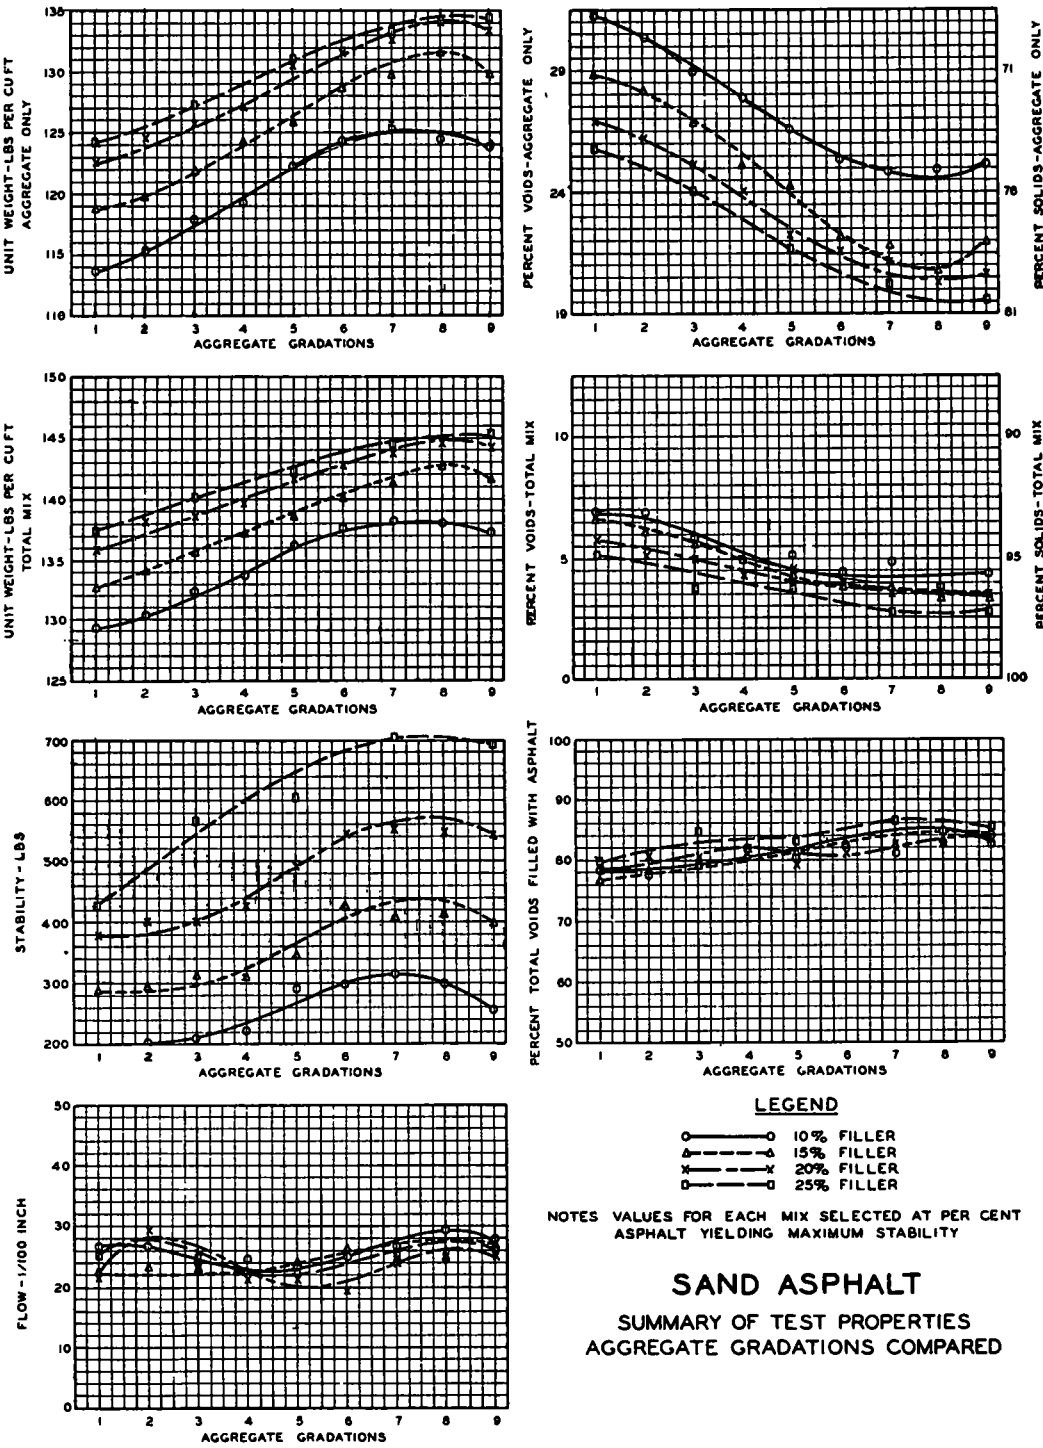 135
130
125
120
115
110
UNIT WEIGHT-LBS PER CU FT
AGGREGATE ONLY
1 2 3 4 5 6 7 8 9
AGGREGATE GRADATIONS
29
24
19
PERCENT VOIDS-AGGREGATE ONLY
71
76
81
PERCENT SOLIDS-AGGREGATE ONLY
1 2 3 4 5 6 7 8 9
AGGREGATE GRADATIONS
150
145
140
135
130
125
UNIT WEIGHT-LBS PER CU FT
TOTAL MIX
1 2 3 4 5 6 7 8 9
AGGREGATE GRADATIONS
10
5
0
PERCENT VOIDS-TOTAL MIX
90
95
100
PERCENT SOLIDS-TOTAL MIX
1 2 3 4 5 6 7 8 9
AGGREGATE GRADATIONS
700
600
500
400
300
200
STABILITY-LBS
1 2 3 4 5 6 7 8 9
AGGREGATE GRADATIONS
100
90
80
70
60
50
PERCENT TOTAL VOIDS FILLED WITH ASPHALT
1 2 3 4 5 6 7 8 9
AGGREGATE GRADATIONS
50
40
30
20
10
0
FLOW-1/100 INCH
1 2 3 4 5 6 7 8 9
AGGREGATE GRADATIONS
LEGEND
10% FILLER
15% FILLER
20% FILLER
25% FILLER
NOTES VALUES FOR EACH MIX SELECTED AT PER CENT
ASPHALT YIELDING MAXIMUM STABILITY
SAND ASPHALT
SUMMARY OF TEST PROPERTIES
AGGREGATE GRADATIONS COMPARED